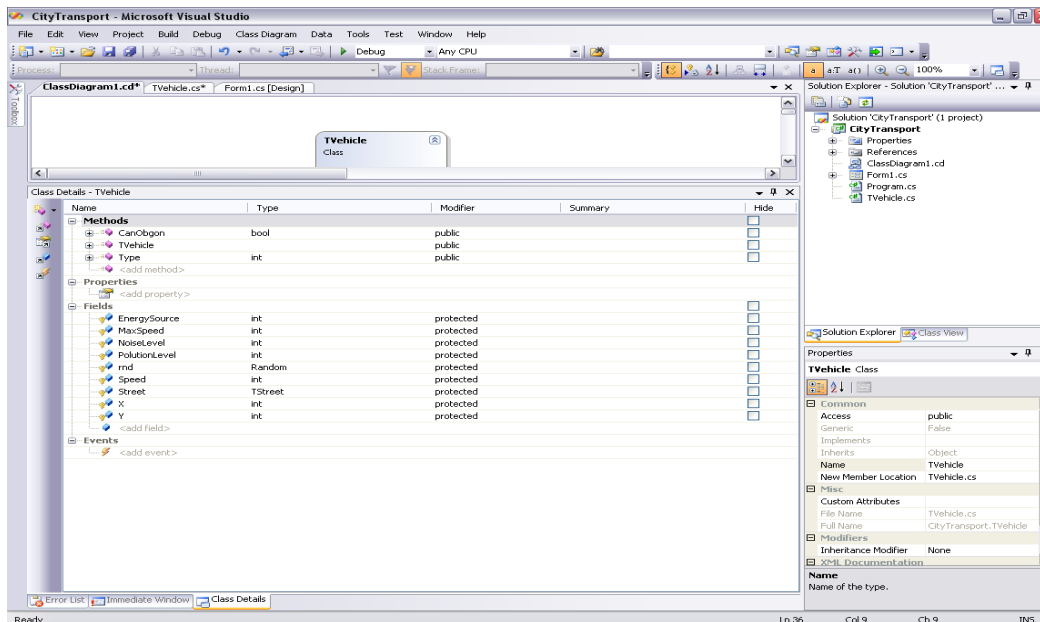 CityTransport - Microsoft Visual Studio
File Edit View Project Build Debug Class Diagram Data Tools Test Window Help
Debug Any CPU
Process: Thread: Stack Frame: a a:T a() 100%
ClassDiagram1.cd* TVehicle.cs* Form1.cs [Design]
Toolbox
TVehicle
Class
Class Details - TVehicle
Name Type Modifier Summary Hide
Methods
CanObgon bool public
TVehicle public
Type int public
<add method>
Properties
<add property>
Fields
EnergySource int protected
MaxSpeed int protected
NoiseLevel int protected
PolutionLevel int protected
rnd Random protected
Speed int protected
Street TStreet protected
X int protected
Y int protected
<add field>
Events
<add event>
Error List Immediate Window Class Details
Solution Explorer - Solution 'CityTransport' ...
Solution 'CityTransport' (1 project)
CityTransport
Properties
References
ClassDiagram1.cd
Form1.cs
Program.cs
TVehicle.cs
Solution Explorer Class View
Properties
TVehicle Class
Common
Access public
Generic False
Implements
Inherits Object
Name TVehicle
New Member Location TVehicle.cs
Misc
Custom Attributes
File Name TVehicle.cs
Full Name CityTransport.TVehicle
Modifiers
Inheritance Modifier None
XML Documentation
Name
Name of the type.
Ready Ln 36 Col 9 Ch 9 INS